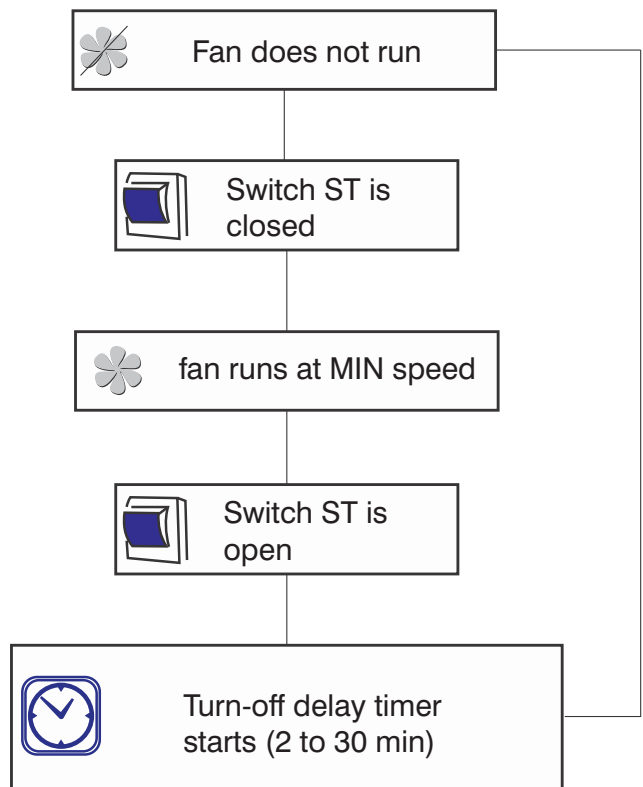 Fan does not run
Switch ST is
closed
fan runs at MIN speed
Switch ST is
open
Turn-off delay timer
starts (2 to 30 min)